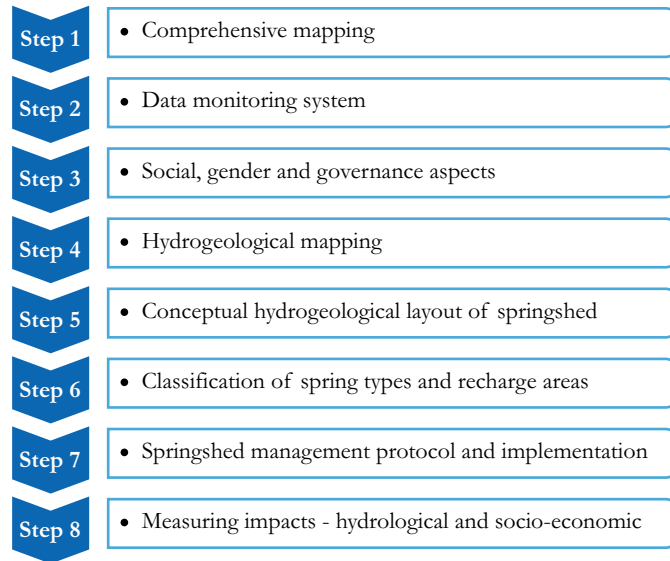 Step 1
• Comprehensive mapping
Step 2
• Data monitoring system
Step 3
• Social, gender and governance aspects
Step 4
• Hydrogeological mapping
Step 5
• Conceptual hydrogeological layout of springshed
Step 6
• Classification of spring types and recharge areas
Step 7
• Springshed management protocol and implementation
Step 8
• Measuring impacts - hydrological and socio-economic